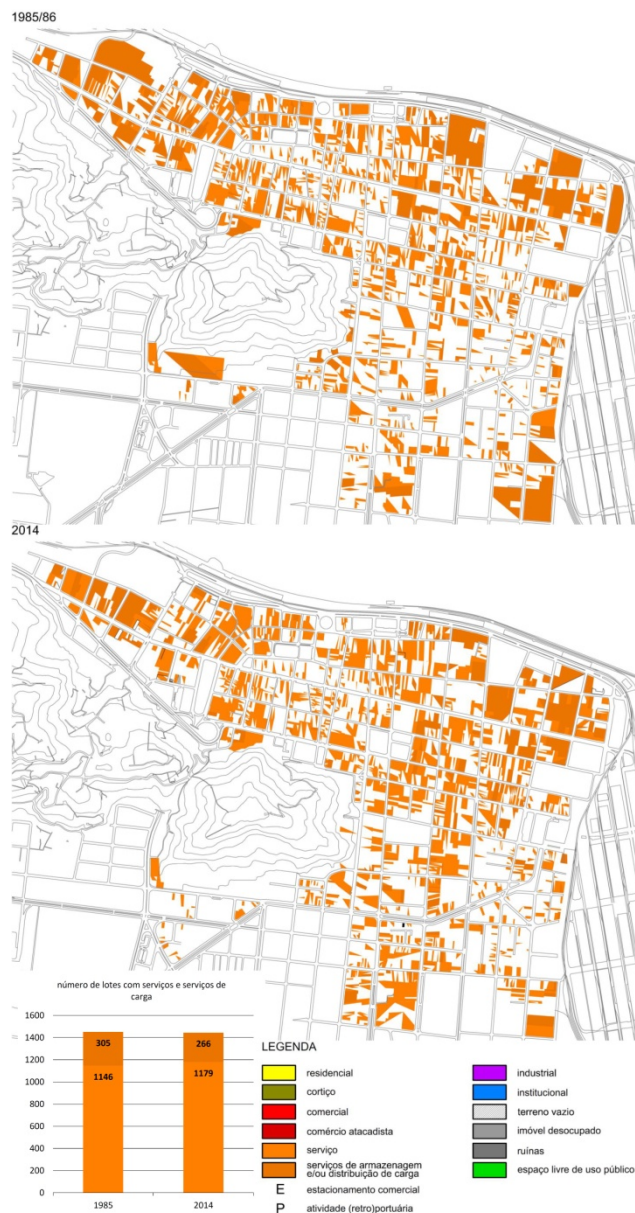 1985/86
2014
número de lotes com serviços e serviços de
carga
1600
1400
1200
1000
800
600
400
200
0
305
266
1146
1179
1985
2014
LEGENDA
residencial
cortiço
comercial
comércio atacadista
serviço
serviços de armazenagem
e/ou distribuição de carga
E estacionamento comercial
P atividade (retro)portuária
industrial
institucional
terreno vazio
imóvel desocupado
ruínas
espaço livre de uso público